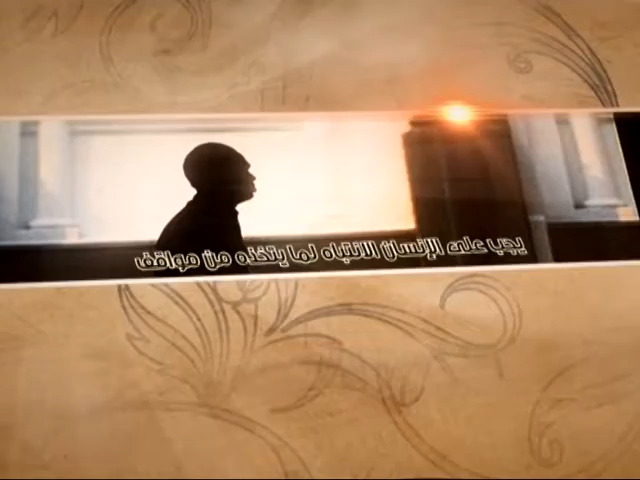 يجب على الإنسان الانتباه لما يتخذه من مواقف